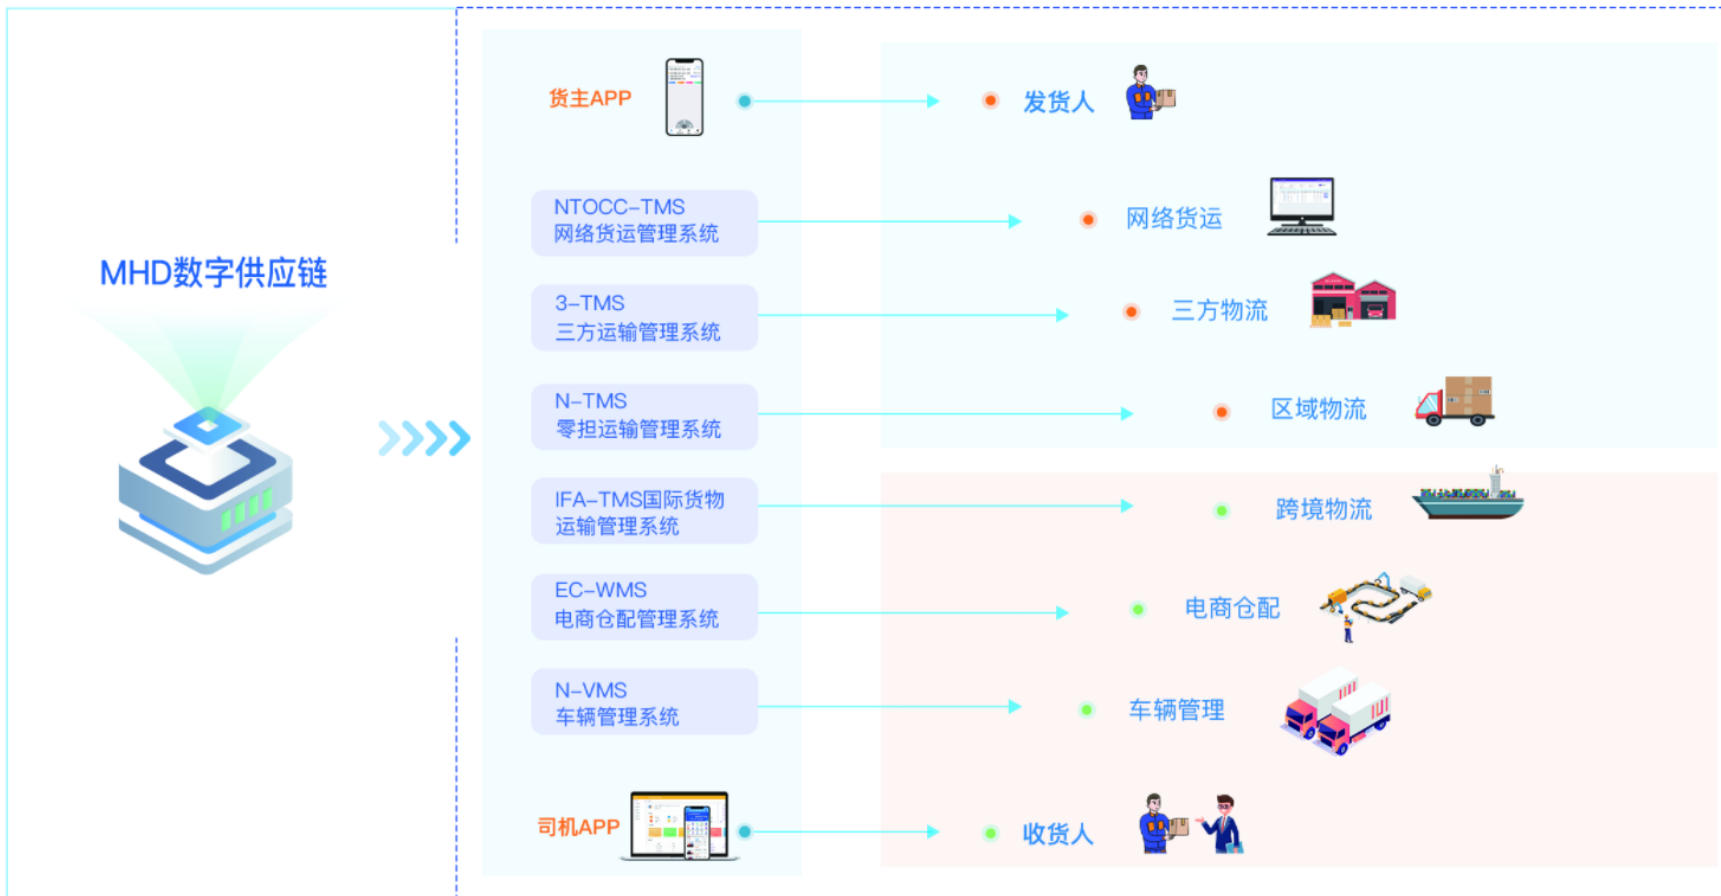 MHD数字供应链
货主APP
发货人
NTOCC-TMS
网络货运管理系统
网络货运
3-TMS
三方运输管理系统
三方物流
N-TMS
零担运输管理系统
区域物流
IFA-TMS国际货物
运输管理系统
跨境物流
EC-WMS
电商仓配管理系统
电商仓配
N-VMS
车辆管理系统
车辆管理
司机APP
收货人